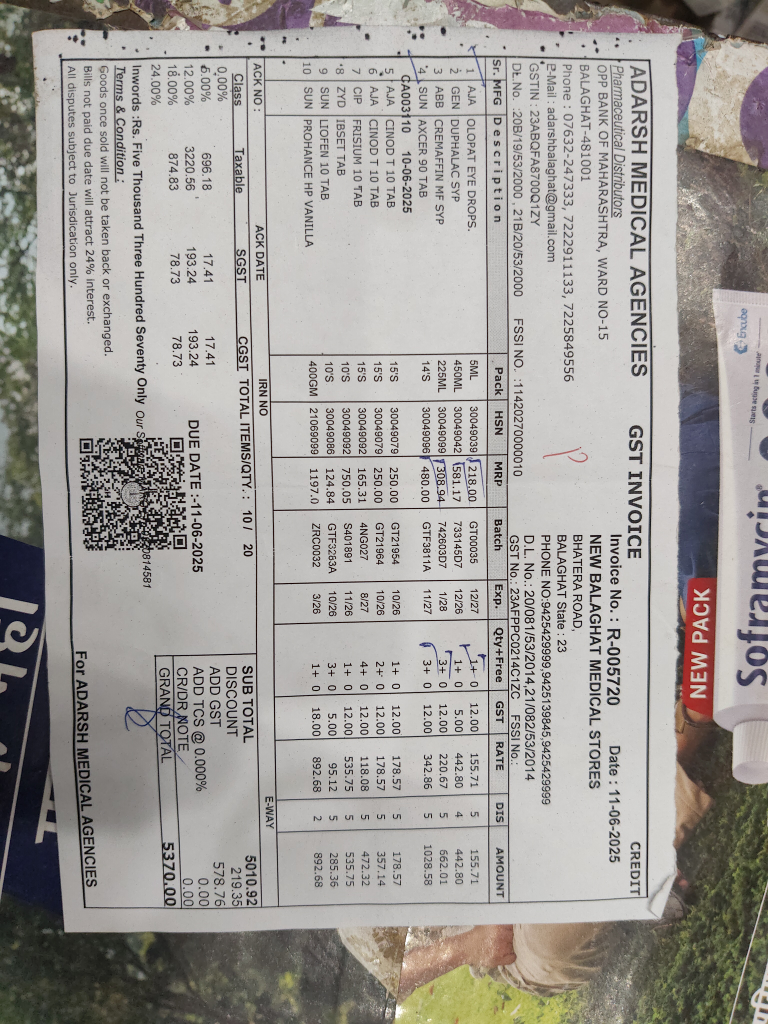 ADARSH MEDICAL AGENCIES GST INVOICE CREDIT
Pharmaceutical Distributors Invoice No. : R-005720 Date : 11-06-2025
OPP BANK OF MAHARASHTRA, WARD NO-15 NEW BALAGHAT MEDICAL STORES
BALAGHAT-481001 BHATERA ROAD,
Phone : 07632-247333, 7222911133, 7225849556 BALAGHAT State : 23
E-Mail : adarshbalaghat@gmail.com PHONE NO:9425429999,9425139845,9425429999
GSTIN : 23ABQFA8700Q1ZY D.L. No.: 20/081/53/2014,21/082/53/2014
DL No. :20B/19/53/2000 . 21B/20/53/2000 FSSI NO. :11420270000010 GST No.: 23AFPPC0214C1ZC FSSI No.:
Sr. MFG Description Pack HSN MRP Batch Exp. Qty+Free GST RATE DIS AMOUNT
1 AJA OLOPAT EYE DROPS. 5ML 30049039 218.00 GT00035 12/27 1+ 0 12.00 155.71 5 155.71
2 GEN DUPHALAC SYP 450ML 30049042 581.17 733145D7 12/26 1+ 0 5.00 442.80 4 442.80
3 ABB CREMAFFIN MF SYP 225ML 30049099 308.94 742603D7 1/28 3+ 0 12.00 220.67 5 662.01
*4 SUN AXCER 90 TAB 14'S 30049096 480.00 GTF3811A 11/27 3+ 0 12.00 342.86 5 1028.58
CA003110 10-06-2025
5 AJA CINOD T 10 TAB 15'S 30049079 250.00 GT21954 10/26 1+ 0 12.00 178.57 5 178.57
6 AJA CINOD T 10 TAB 15'S 30049079 250.00 GT21964 10/26 2+ 0 12.00 178.57 5 357.14
7 CIP FRISIUM 10 TAB 15'S 30049092 165.31 4NG027 8/27 4+ 0 12.00 118.08 5 472.32
*8 ZYD IBSET TAB 10'S 30049092 750.05 S401891 11/26 1+ 0 12.00 535.75 5 535.75
9 SUN LIOFEN 10 TAB 10'S 30049086 124.84 GTF3283A 10/26 3+ 0 5.00 95.12 5 285.36
10 SUN PROHANCE HP VANILLA 400GM 21069099 1197.0 ZRC0032 3/26 1+ 0 18.00 892.68 2 892.68
ACK NO : ACK DATE IRN NO E-WAY
Class Taxable SGST CGST TOTAL ITEMS/QTY. : 10 / 20 SUB TOTAL 5010.92
0.00% DISCOUNT 219.35
5.00% 696.18 17.41 17.41 ADD GST 578.76
12.00% 3220.56 193.24 193.24 DUE DATE :11-06-2025 ADD TCS @ 0.000% 0.00
18.00% 874.83 78.73 78.73 CR/DR NOTE 0.00
24.00% GRAND TOTAL 5370.00
Inwords :Rs. Five Thousand Three Hundred Seventy Only
Terms & Condition :
Goods once sold will not be taken back or exchanged.
Bills not paid due date will attract 24% interest.
All disputes subject to Jurisdication only. For ADARSH MEDICAL AGENCIES
NEW PACK
Soframycin